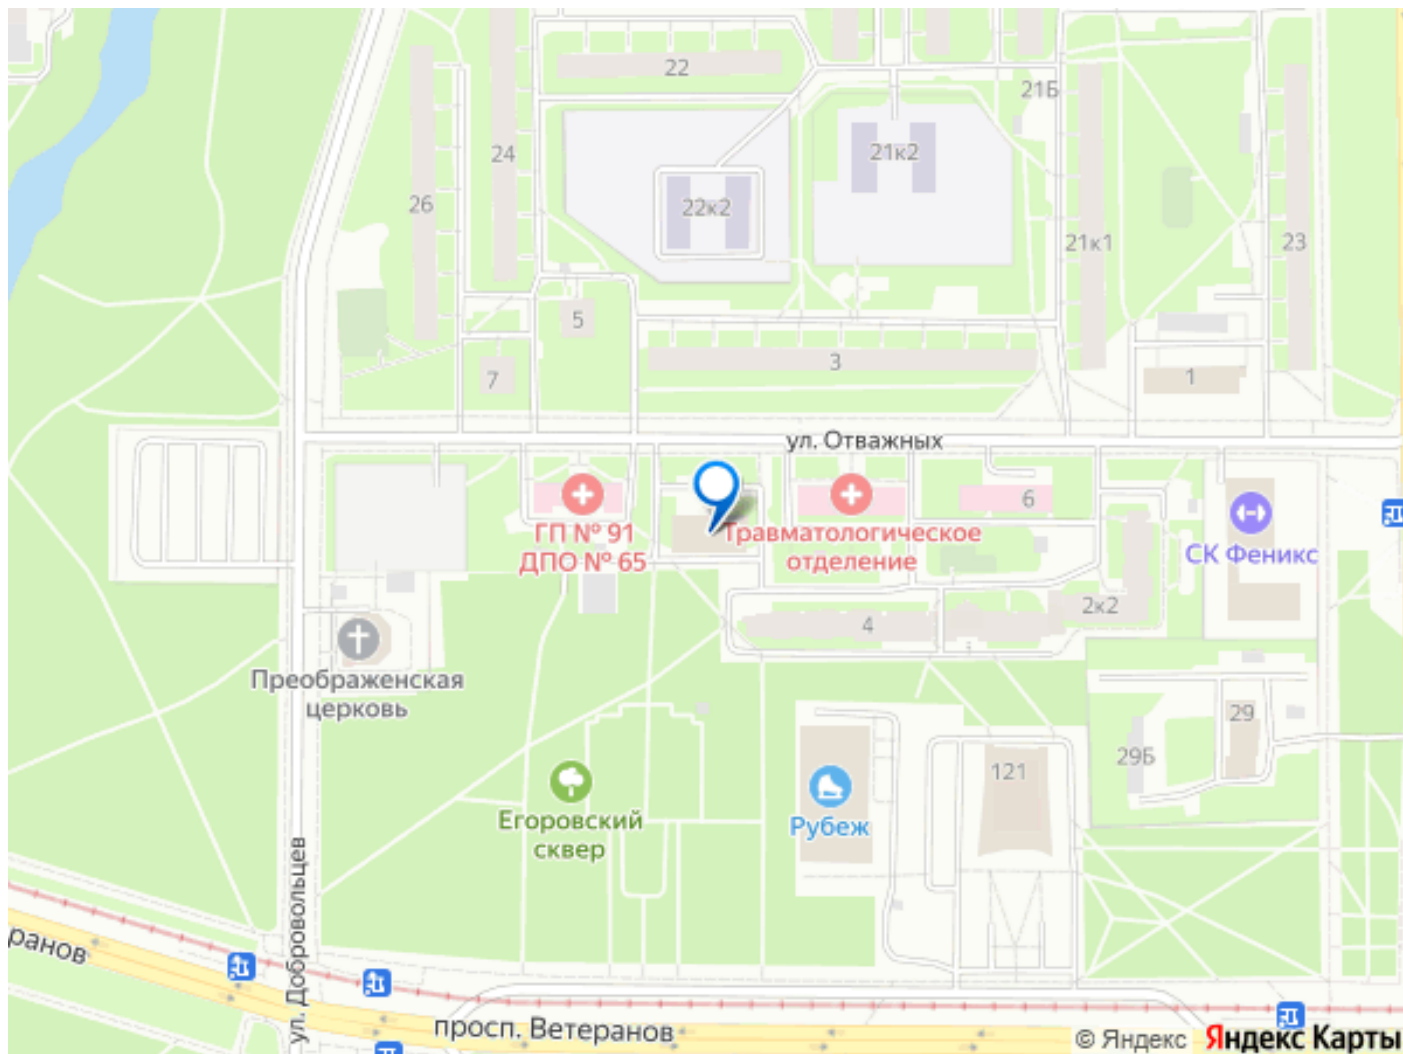 22
21Б
24
21к2
26
22к2
21к1
23
5
3
7
1
ул. Отважных
6
ГП № 91
ДПО № 65
Травматологическое
отделение
СК Феникс
2к2
4
Преображенская
церковь
29
29Б
121
Егоровский
сквер
Рубеж
ул. Добровольцев
ранов
просп. Ветеранов
© Яндекс Яндекс Карты